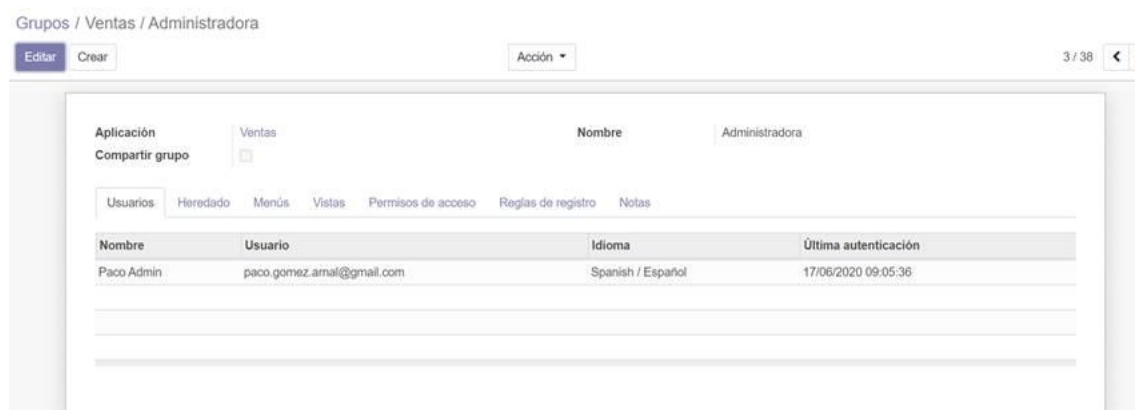 Grupos / Ventas / Administradora
Editar Crear Acción 3 / 38
Aplicación Ventas Nombre Administradora
Compartir grupo
Usuarios Heredado Menús Vistas Permisos de acceso Reglas de registro Notas
Nombre Usuario Idioma Última autenticación
Paco Admin paco.gomez.arnal@gmail.com Spanish / Español 17/06/2020 09:05:36